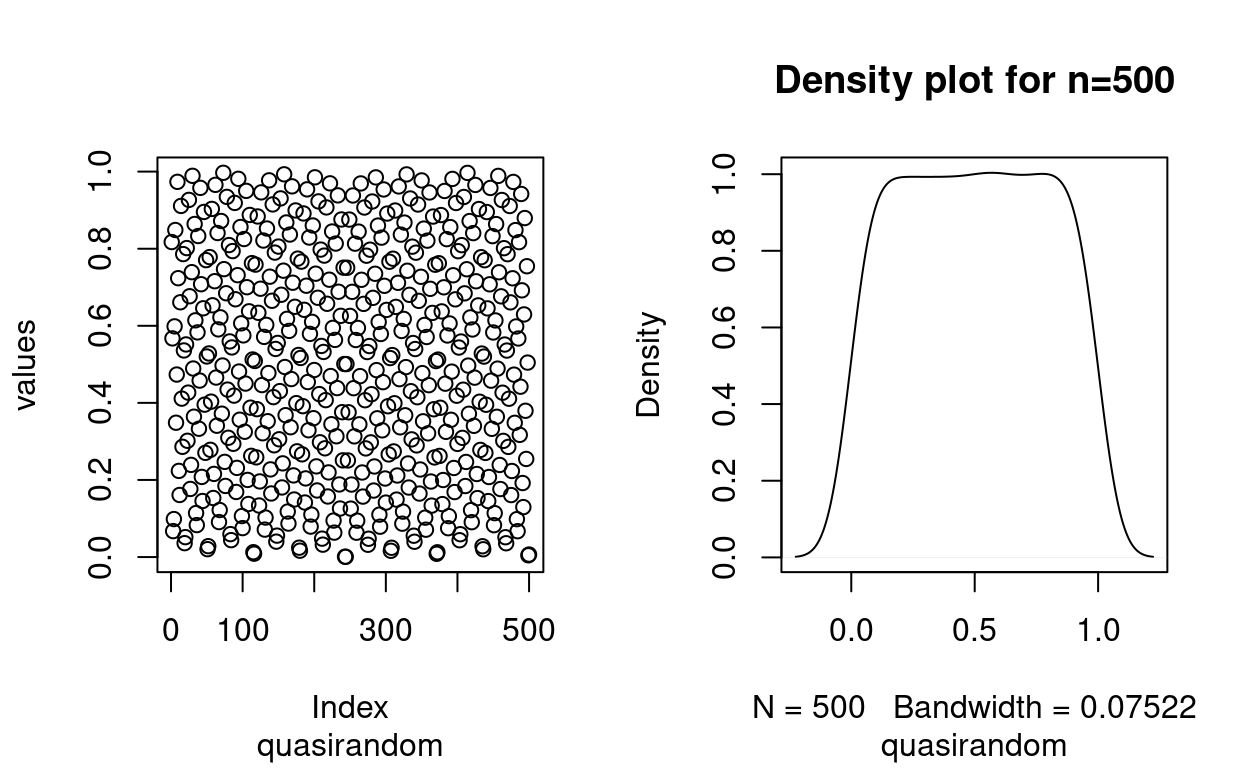 values
1.0
0.8
0.6
0.4
0.2
0.0
0 100 300 500
Index
quasirandom
Density plot for n=500
Density
1.0
0.8
0.6
0.4
0.2
0.0
0.0 0.5 1.0
N = 500 Bandwidth = 0.07522
quasirandom